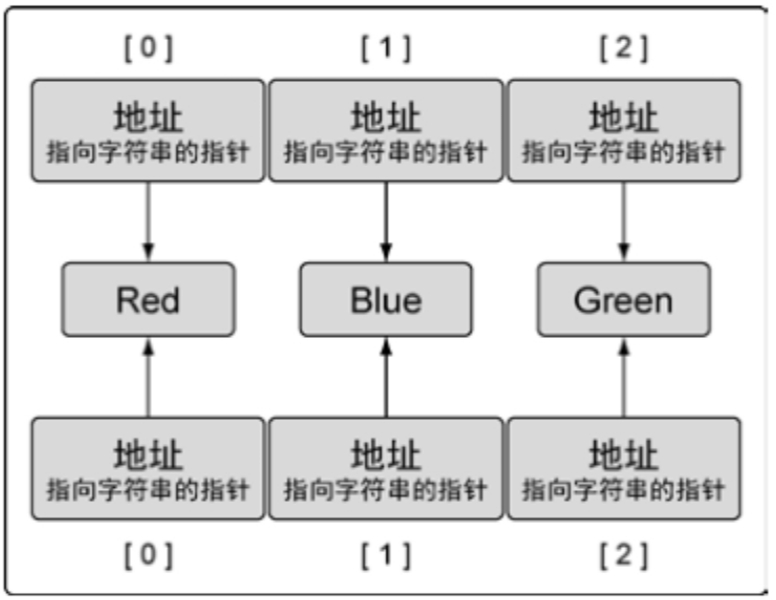 [ 0 ] [ 1 ] [ 2 ]
地址 地址 地址
指向字符串的指针 指向字符串的指针 指向字符串的指针
Red Blue Green
地址 地址 地址
指向字符串的指针 指向字符串的指针 指向字符串的指针
[ 0 ] [ 1 ] [ 2 ]